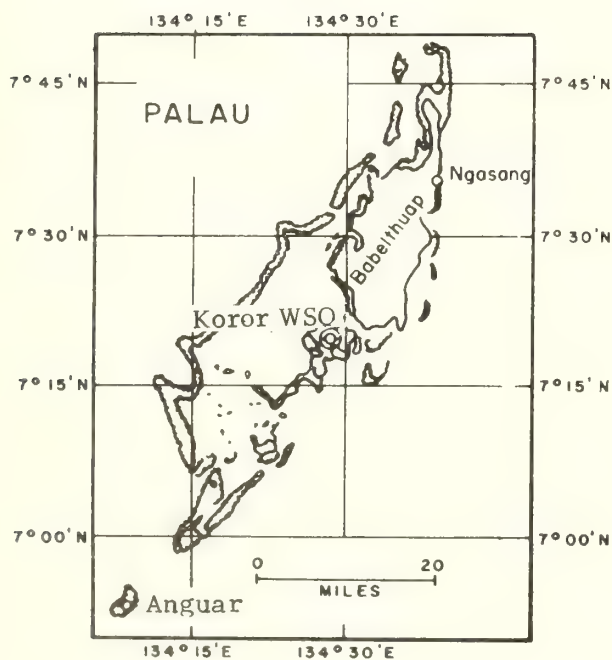 134° 15' E 134° 30' E
7° 45' N 7° 45' N
PALAU
Ngasang
7° 30' N 7° 30' N
Babelthuap
Koror WSO
7° 15' N 7° 15' N
7° 00' N 7° 00' N
0 20
MILES
Anguar
134° 15' E 134° 30' E